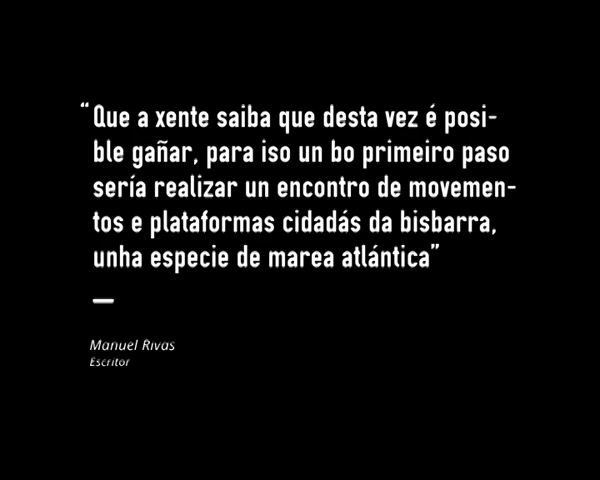 “Que a xente saiba que desta vez é posi-
ble gañar, para iso un bo primeiro paso
sería realizar un encontro de movemen-
tos e plataformas cidadás da bisbarra,
unha especie de marea atlántica”
Manuel Rivas
Escritor